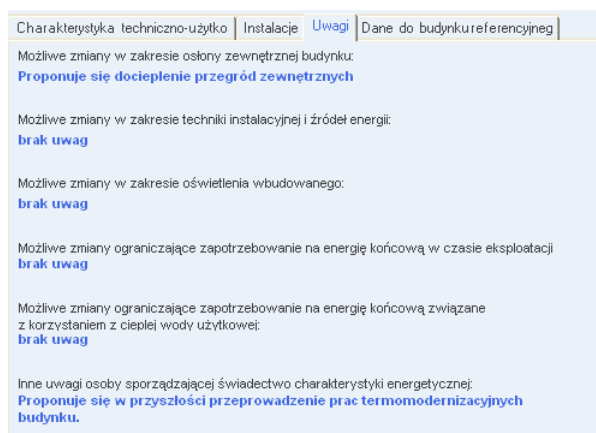 Charakterystyka techniczno-użytko Instalacje Uwagi Dane do budynku referencyjneg
Możliwe zmiany w zakresie osłony zewnętrznej budynku:
Proponuje się docieplenie przegród zewnętrznych
Możliwe zmiany w zakresie techniki instalacyjnej i źródeł energii:
brak uwag
Możliwe zmiany w zakresie oświetlenia wbudowanego:
brak uwag
Możliwe zmiany ograniczające zapotrzebowanie na energię końcową w czasie eksploatacji
brak uwag
Możliwe zmiany ograniczające zapotrzebowanie na energię końcową związane
z korzystaniem z cieplej wody użytkowej:
brak uwag
Inne uwagi osoby sporządzającej świadectwo charakterystyki energetycznej:
Proponuje się w przyszłości przeprowadzenie prac termomodernizacyjnych
budynku.